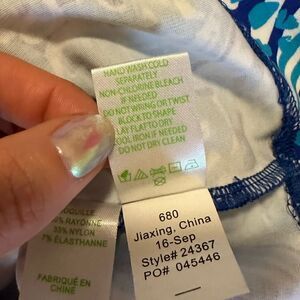 HAND WASH COLD
SEPARATELY
NON-CHLORINE BLEACH
IF NEEDED
DO NOT WRING OR TWIST
BLOCK TO SHAPE
LAY FLAT TO DRY
COOL IRON IF NEEDED
DO NOT DRY CLEAN
680
Jiaxing, China
16-Sep
Style# 24367
PO# 045446
RAYONNE
33% NYLON
7% ÉLASTHANNE
FABRIQUÉ EN
CHINE